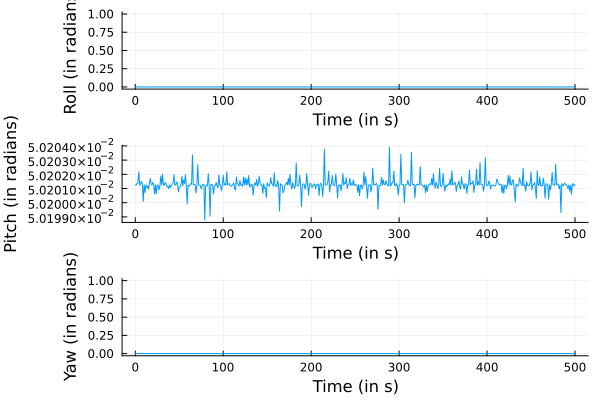 Roll (in radians)
1.00
0.75
0.50
0.25
0.00
0 100 200 300 400 500
Time (in s)
Pitch (in radians)
5.02040×10⁻²
5.02030×10⁻²
5.02020×10⁻²
5.02010×10⁻²
5.02000×10⁻²
5.01990×10⁻²
0 100 200 300 400 500
Time (in s)
Yaw (in radians)
1.00
0.75
0.50
0.25
0.00
0 100 200 300 400 500
Time (in s)